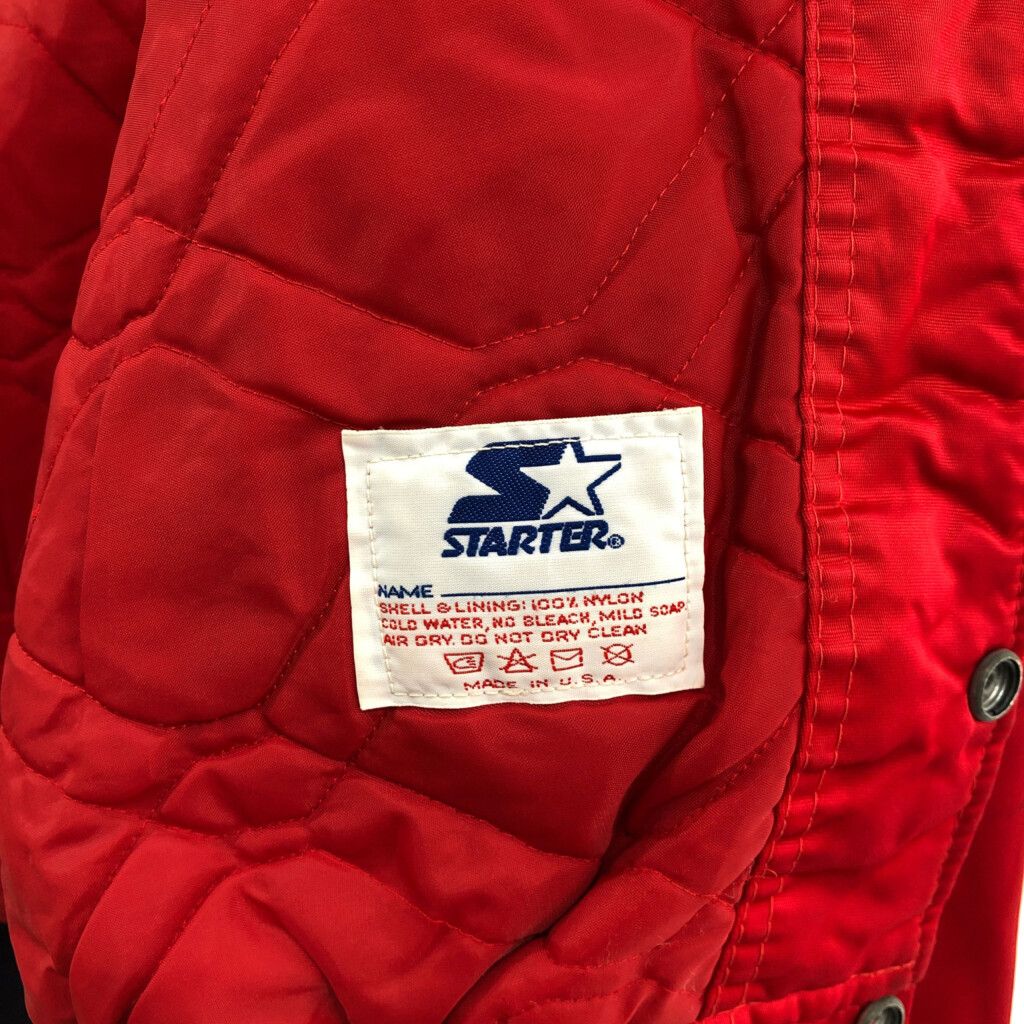 STARTER®
NAME
SHELL & LINING: 100% NYLON
COLD WATER, NO BLEACH, MILD SOAP
AIR DRY. DO NOT DRY CLEAN
MADE IN U.S.A.